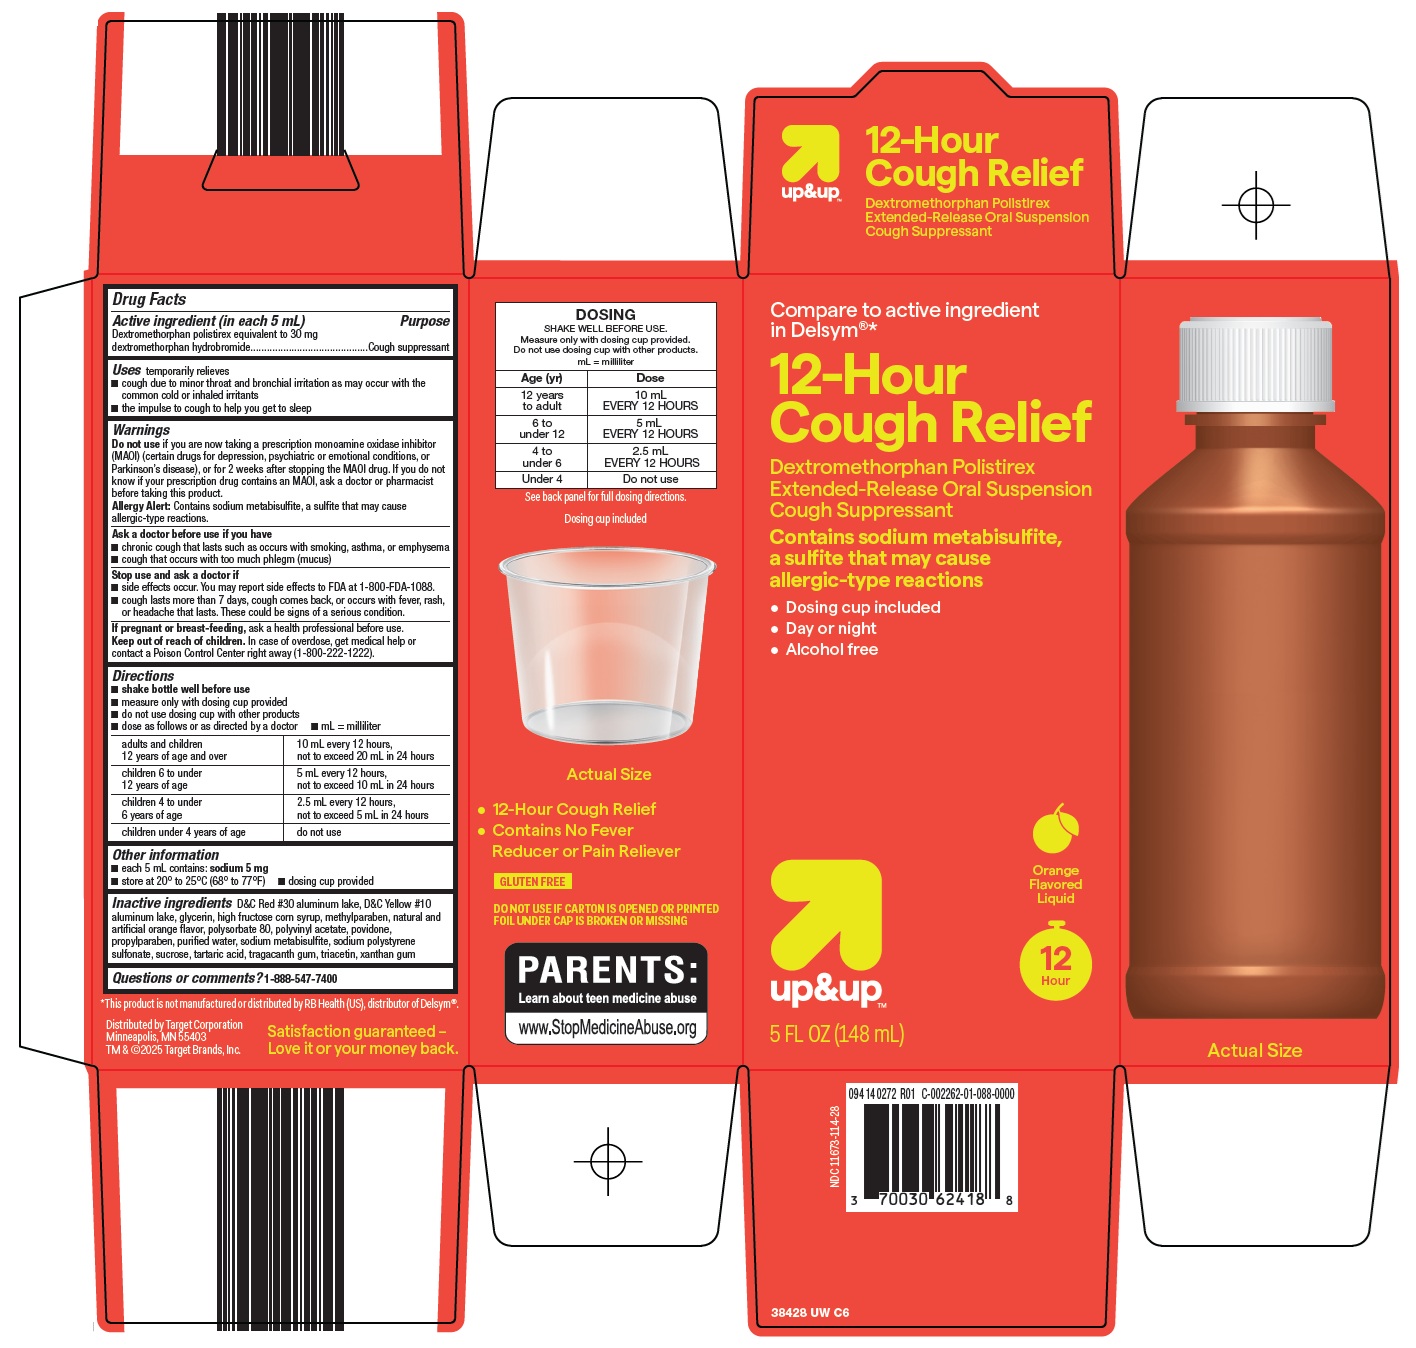 up&up™
12-Hour
Cough Relief
Dextromethorphan Polistirex
Extended-Release Oral Suspension
Cough Suppressant
Drug Facts
Active ingredient (in each 5 mL) Purpose
Dextromethorphan polistirex equivalent to 30 mg
dextromethorphan hydrobromide...........................................Cough suppressant
Uses temporarily relieves
■ cough due to minor throat and bronchial irritation as may occur with the
common cold or inhaled irritants
■ the impulse to cough to help you get to sleep
Warnings
Do not use if you are now taking a prescription monoamine oxidase inhibitor
(MAOI) (certain drugs for depression, psychiatric or emotional conditions, or
Parkinson's disease), or for 2 weeks after stopping the MAOI drug. If you do not
know if your prescription drug contains an MAOI, ask a doctor or pharmacist
before taking this product.
Allergy Alert: Contains sodium metabisulfite, a sulfite that may cause
allergic-type reactions.
Ask a doctor before use if you have
■ chronic cough that lasts such as occurs with smoking, asthma, or emphysema
■ cough that occurs with too much phlegm (mucus)
Stop use and ask a doctor if
■ side effects occur. You may report side effects to FDA at 1-800-FDA-1088.
■ cough lasts more than 7 days, cough comes back, or occurs with fever, rash,
or headache that lasts. These could be signs of a serious condition.
If pregnant or breast-feeding, ask a health professional before use.
Keep out of reach of children. In case of overdose, get medical help or
contact a Poison Control Center right away (1-800-222-1222).
Directions
■ shake bottle well before use
■ measure only with dosing cup provided
■ do not use dosing cup with other products
■ dose as follows or as directed by a doctor ■ mL = milliliter
adults and children
12 years of age and over
10 mL every 12 hours,
not to exceed 20 mL in 24 hours
children 6 to under
12 years of age
5 mL every 12 hours,
not to exceed 10 mL in 24 hours
children 4 to under
6 years of age
2.5 mL every 12 hours,
not to exceed 5 mL in 24 hours
children under 4 years of age
do not use
Other information
■ each 5 mL contains: sodium 5 mg
■ store at 20º to 25ºC (68º to 77ºF) ■ dosing cup provided
Inactive ingredients D&C Red #30 aluminum lake, D&C Yellow #10
aluminum lake, glycerin, high fructose corn syrup, methylparaben, natural and
artificial orange flavor, polysorbate 80, polyvinyl acetate, povidone,
propylparaben, purified water, sodium metabisulfite, sodium polystyrene
sulfonate, sucrose, tartaric acid, tragacanth gum, triacetin, xanthan gum
Questions or comments? 1-888-547-7400
*This product is not manufactured or distributed by RB Health (US), distributor of Delsym®.
Distributed by Target Corporation
Minneapolis, MN 55403
TM & ©2025 Target Brands, Inc.
Satisfaction guaranteed –
Love it or your money back.
DOSING
SHAKE WELL BEFORE USE.
Measure only with dosing cup provided.
Do not use dosing cup with other products.
mL = milliliter
Age (yr) Dose
12 years
to adult
10 mL
EVERY 12 HOURS
6 to
under 12
5 mL
EVERY 12 HOURS
4 to
under 6
2.5 mL
EVERY 12 HOURS
Under 4 Do not use
See back panel for full dosing directions.
Dosing cup included
Actual Size
• 12-Hour Cough Relief
• Contains No Fever
Reducer or Pain Reliever
GLUTEN FREE
DO NOT USE IF CARTON IS OPENED OR PRINTED
FOIL UNDER CAP IS BROKEN OR MISSING
PARENTS:
Learn about teen medicine abuse
www.StopMedicineAbuse.org
Compare to active ingredient
in Delsym®*
12-Hour
Cough Relief
Dextromethorphan Polistirex
Extended-Release Oral Suspension
Cough Suppressant
Contains sodium metabisulfite,
a sulfite that may cause
allergic-type reactions
• Dosing cup included
• Day or night
• Alcohol free
Orange
Flavored
Liquid
12
Hour
up&up™
5 FL OZ (148 mL)
Actual Size
094 14 0272 R01 C-002262-01-088-0000
NDC 11673-114-28
3 70030 62418 8
38428 UW C6